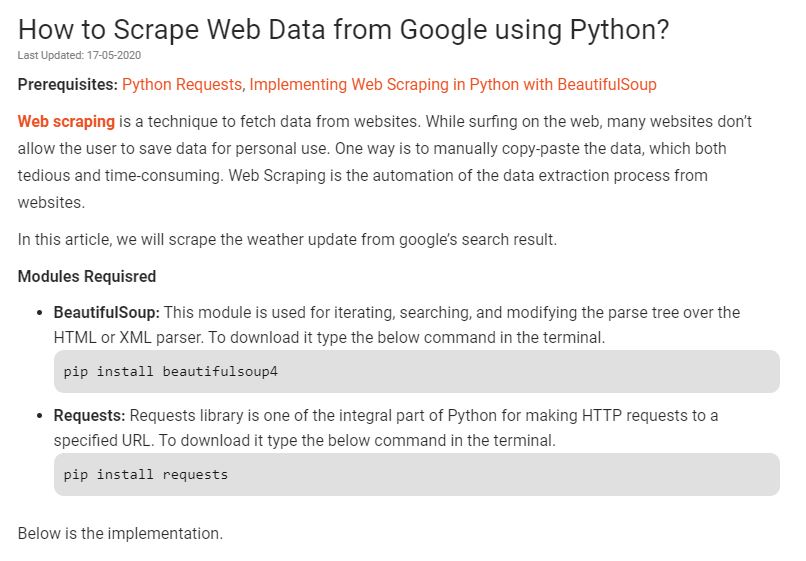 How to Scrape Web Data from Google using Python?
Last Updated: 17-05-2020
Prerequisites: Python Requests, Implementing Web Scraping in Python with BeautifulSoup
Web scraping is a technique to fetch data from websites. While surfing on the web, many websites don’t
allow the user to save data for personal use. One way is to manually copy-paste the data, which both
tedious and time-consuming. Web Scraping is the automation of the data extraction process from
websites.
In this article, we will scrape the weather update from google’s search result.
Modules Requisred
• BeautifulSoup: This module is used for iterating, searching, and modifying the parse tree over the
HTML or XML parser. To download it type the below command in the terminal.
pip install beautifulsoup4
• Requests: Requests library is one of the integral part of Python for making HTTP requests to a
specified URL. To download it type the below command in the terminal.
pip install requests
Below is the implementation.